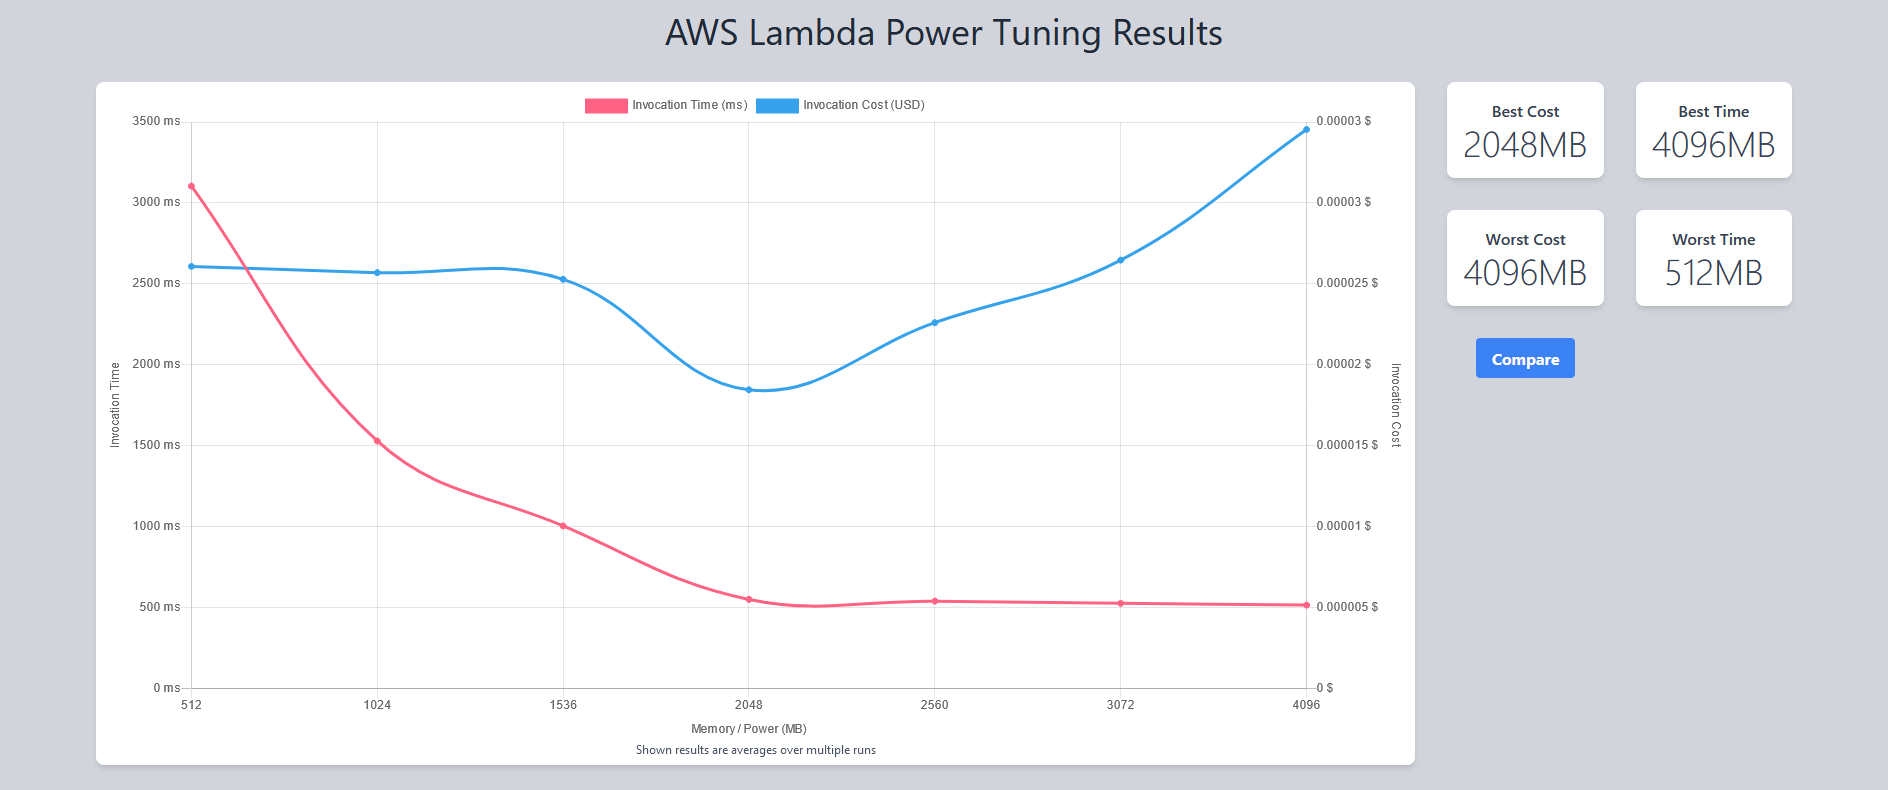 AWS Lambda Power Tuning Results
Invocation Time (ms)
Invocation Cost (USD)
3500 ms
3000 ms
2500 ms
2000 ms
1500 ms
1000 ms
500 ms
0 ms
Invocation Time
0.00003 $
0.00003 $
0.000025 $
0.00002 $
0.000015 $
0.00001 $
0.000005 $
0 $
Invocation Cost
512
1024
1536
2048
2560
3072
4096
Memory / Power (MB)
Shown results are averages over multiple runs
Best Cost
2048MB
Best Time
4096MB
Worst Cost
4096MB
Worst Time
512MB
Compare